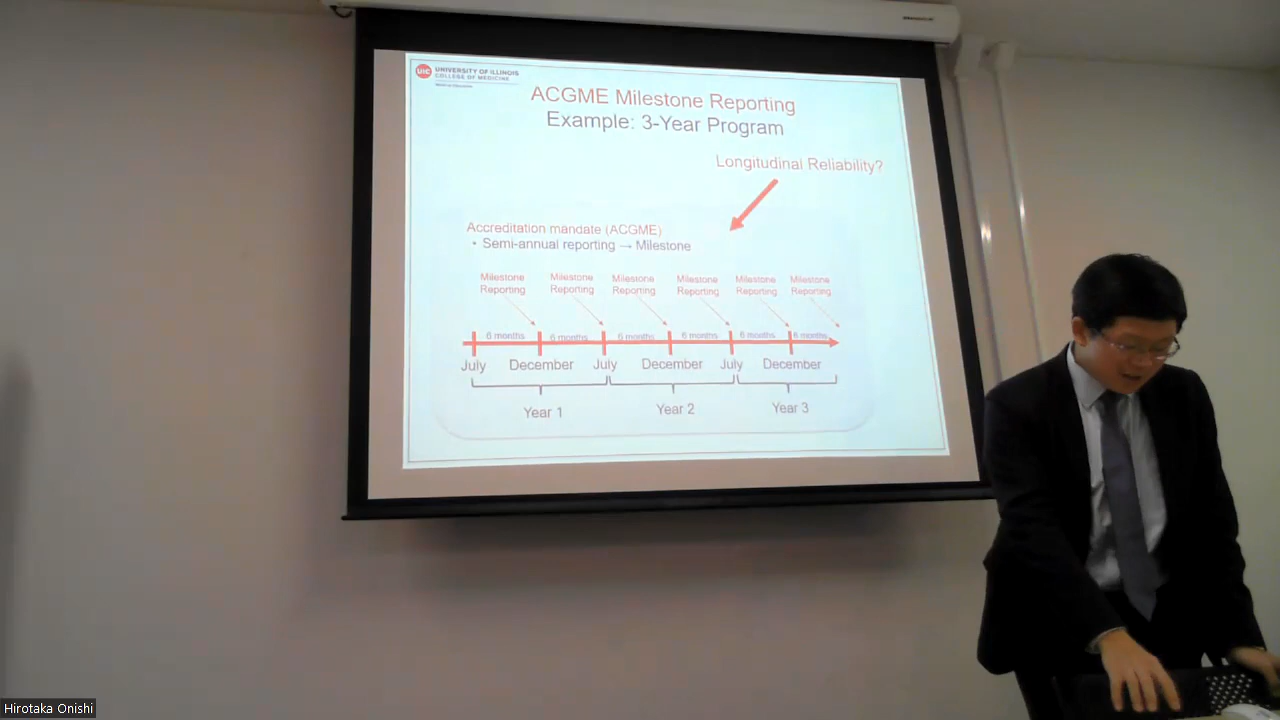 UIC UNIVERSITY OF ILLINOIS
COLLEGE OF MEDICINE
Medical Education
ACGME Milestone Reporting
Example: 3-Year Program
Longitudinal Reliability?
Accreditation mandate (ACGME)
• Semi-annual reporting → Milestone
Milestone Milestone Milestone Milestone Milestone Milestone
Reporting Reporting Reporting Reporting Reporting Reporting
6 months 6 months 6 months 6 months 6 months 6 months
July December July December July December
Year 1 Year 2 Year 3
Hirotaka Onishi